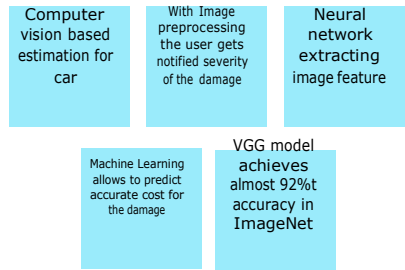 Computer
vision based
estimation for
car
With Image
preprocessing
the user gets
notified severity
of the damage
Neural
network
extracting
image feature
Machine Learning
allows to predict
accurate cost for
the damage
VGG model
achieves
almost 92%t
accuracy in
ImageNet